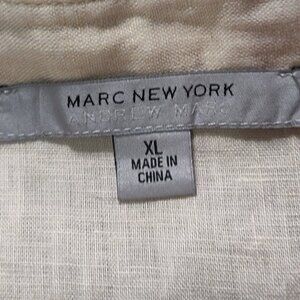 MARC NEW YORK
ANDREW MARC
XL
MADE IN
CHINA